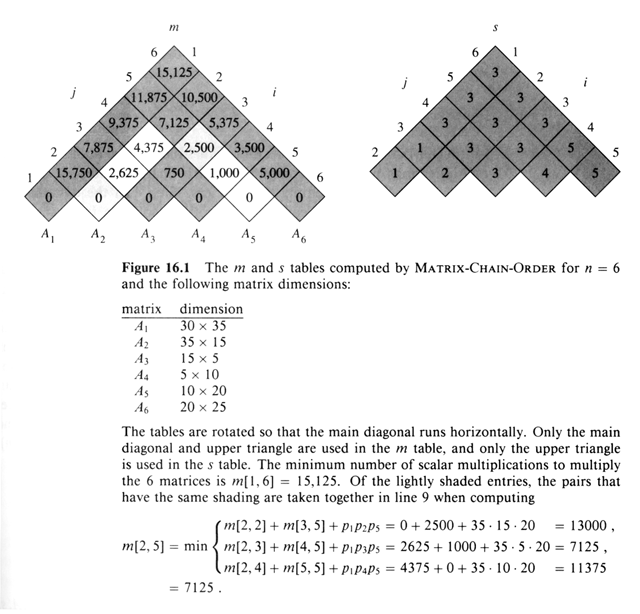 m
s
6 1
6 1
15,125
3
5 2
5 2
j
11,875 10,500
i
j
3 3
i
4 3
4 3
9,375 7,125 5,375
3 3 3
3 4
3 4
7,875 4,375 2,500 3,500
1 3 3 5
2 5
2 5
15,750 2,625 750 1,000 5,000
1 2 3 4 5
1 6
0 0 0 0 0 0
A1 A2 A3 A4 A5 A6
Figure 16.1 The m and s tables computed by MATRIX-CHAIN-ORDER for n = 6
and the following matrix dimensions:
matrix dimension
A1 30 × 35
A2 35 × 15
A3 15 × 5
A4 5 × 10
A5 10 × 20
A6 20 × 25
The tables are rotated so that the main diagonal runs horizontally. Only the main
diagonal and upper triangle are used in the m table, and only the upper triangle
is used in the s table. The minimum number of scalar multiplications to multiply
the 6 matrices is m[1, 6] = 15,125. Of the lightly shaded entries, the pairs that
have the same shading are taken together in line 9 when computing
m[2, 2] + m[3, 5] + p1p2p5 = 0 + 2500 + 35 · 15 · 20 = 13000 ,
m[2, 5] = min { m[2, 3] + m[4, 5] + p1p3p5 = 2625 + 1000 + 35 · 5 · 20 = 7125 ,
m[2, 4] + m[5, 5] + p1p4p5 = 4375 + 0 + 35 · 10 · 20 = 11375
= 7125 .